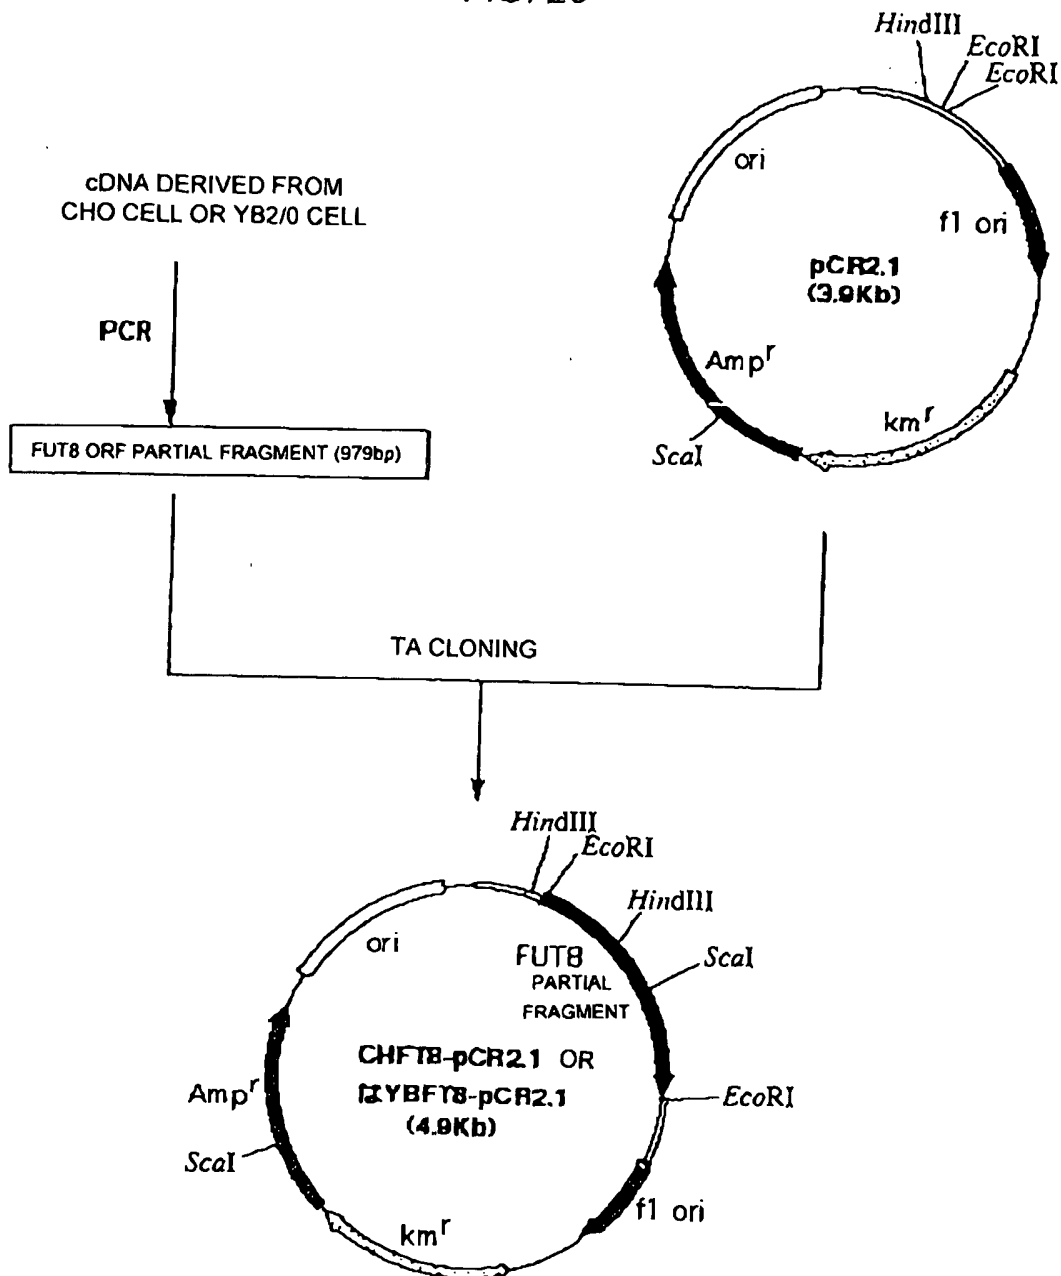 HindIII
EcoRI
EcoRI
ori
f1 ori
pCR2.1
(3.9Kb)
Amp^r
km^r
ScaI
cDNA DERIVED FROM
CHO CELL OR YB2/0 CELL
PCR
FUT8 ORF PARTIAL FRAGMENT (979bp)
TA CLONING
HindIII
EcoRI
HindIII
ScaI
ori
FUT8
PARTIAL
FRAGMENT
CHFT8-pCR2.1 OR
YBFT8-pCR2.1
(4.9Kb)
EcoRI
Amp^r
ScaI
f1 ori
km^r